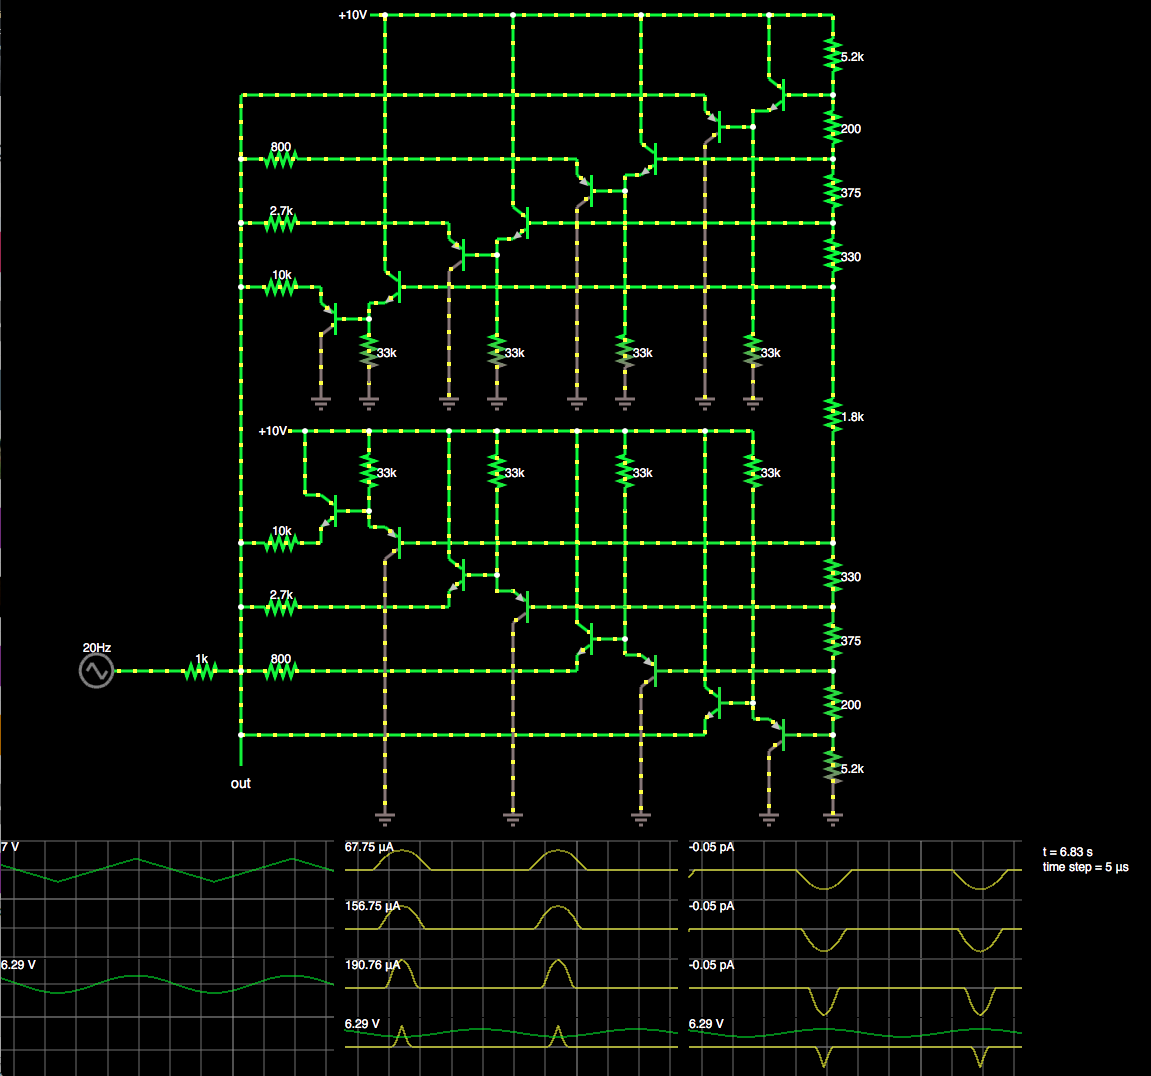 +10V
5.2k
200
800
375
2.7k
330
10k
33k 33k 33k 33k
1.8k
+10V
33k 33k 33k 33k
10k
330
2.7k
375
20Hz
1k 800
200
5.2k
out
7 V 67.75 μA -0.05 pA
t = 6.83 s
time step = 5 μs
156.75 μA -0.05 pA
6.29 V 190.76 μA -0.05 pA
6.29 V 6.29 V